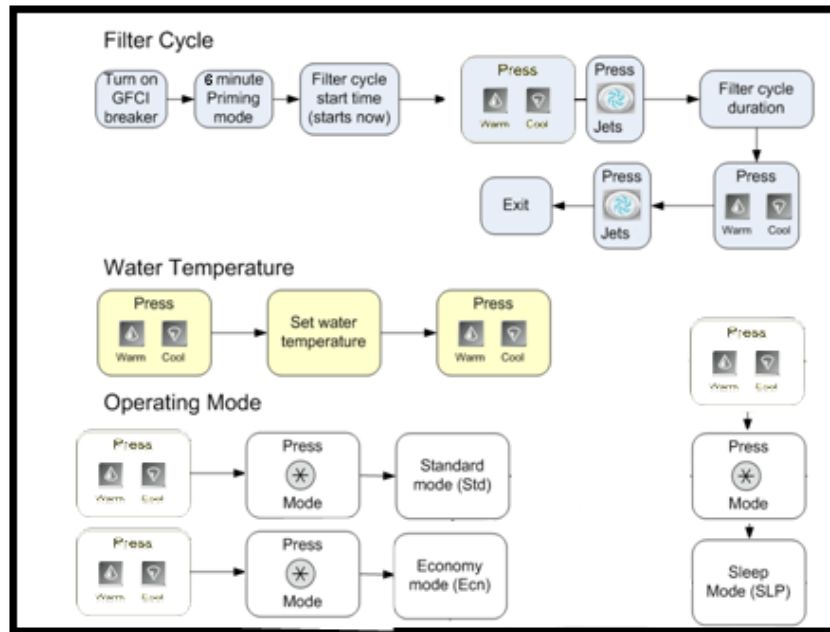 Filter Cycle
Turn on
GFCI
breaker
6 minute
Priming
mode
Filter cycle
start time
(starts now)
Press
Warm Cool
Press
Jets
Filter cycle
duration
Press
Warm Cool
Press
Jets
Exit
Water Temperature
Press
Warm Cool
Set water
temperature
Press
Warm Cool
Operating Mode
Press
Warm Cool
Press
Mode
Standard
mode (Std)
Press
Warm Cool
Press
Mode
Economy
mode (Ecn)
Press
Warm Cool
Press
Mode
Sleep
Mode (SLP)